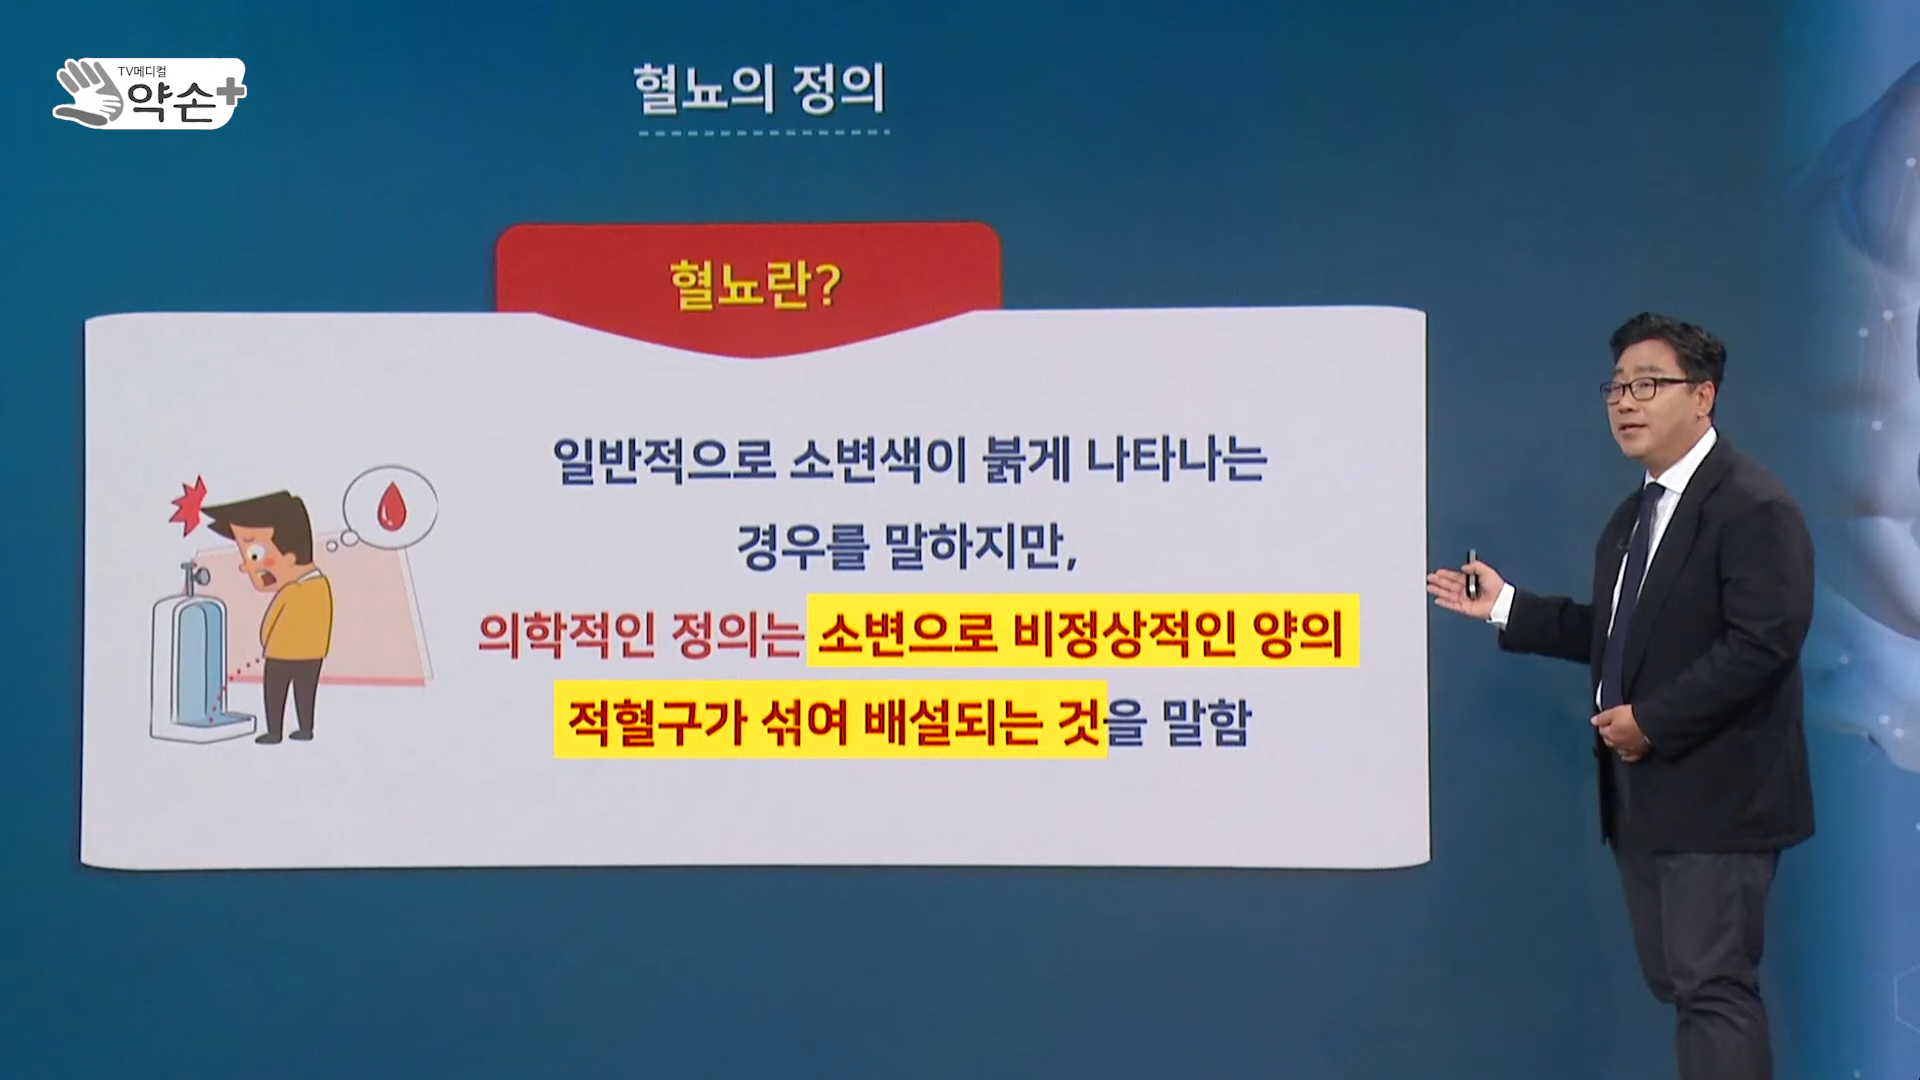 TV메디컬
약손+
혈뇨의 정의
혈뇨란?
일반적으로 소변색이 붉게 나타나는
경우를 말하지만,
의학적인 정의는 소변으로 비정상적인 양의
적혈구가 섞여 배설되는 것을 말함